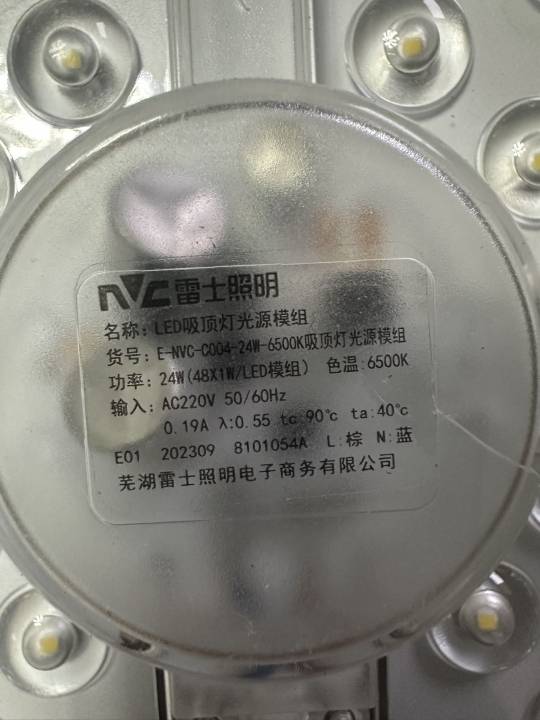 NVC雷士照明
名称: LED吸顶灯光源模组
货号: E-NVC-C004-24W-6500K吸顶灯光源模组
功率: 24W(48X1W/LED模组) 色温:6500K
输入: AC220V 50/60Hz
0.19A λ:0.55 tc:90℃ ta:40℃
E01 202309 8101054A L:棕 N:蓝
芜湖雷士照明电子商务有限公司